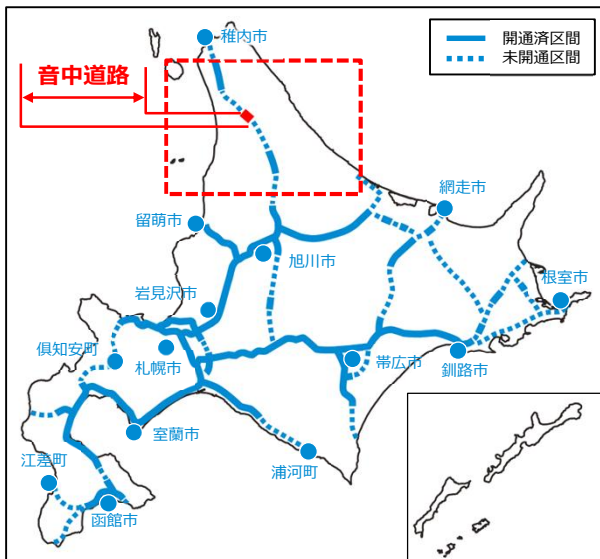 稚内市
開通済区間
未開通区間
音中道路
網走市
留萌市
旭川市
根室市
岩見沢市
倶知安町
札幌市
帯広市
釧路市
室蘭市
江差町
浦河町
函館市